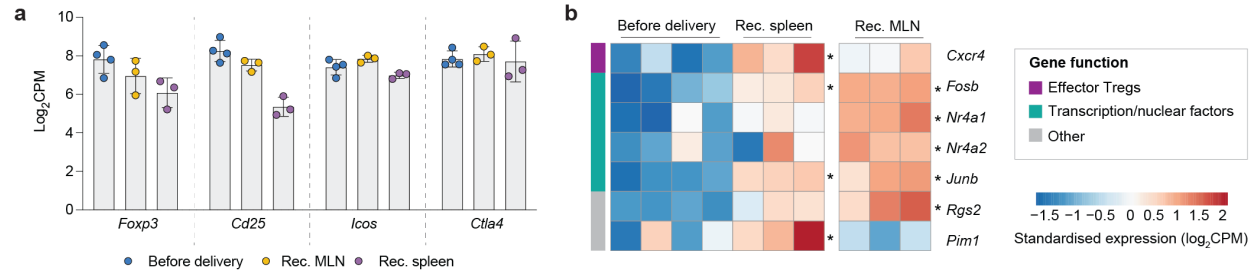 a
10
8
6
4
2
0
Log2CPM
Foxp3 Cd25 Icos Ctla4
Before delivery Rec. MLN Rec. spleen
b
Before delivery Rec. spleen Rec. MLN
* Cxcr4
* * Fosb
* Nr4a1
* Nr4a2
* * Junb
* Rgs2
* Pim1
Gene function
Effector Tregs
Transcription/nuclear factors
Other
−1.5 −0.5 0 0.5 1 1.5 2
Standardised expression (log2CPM)